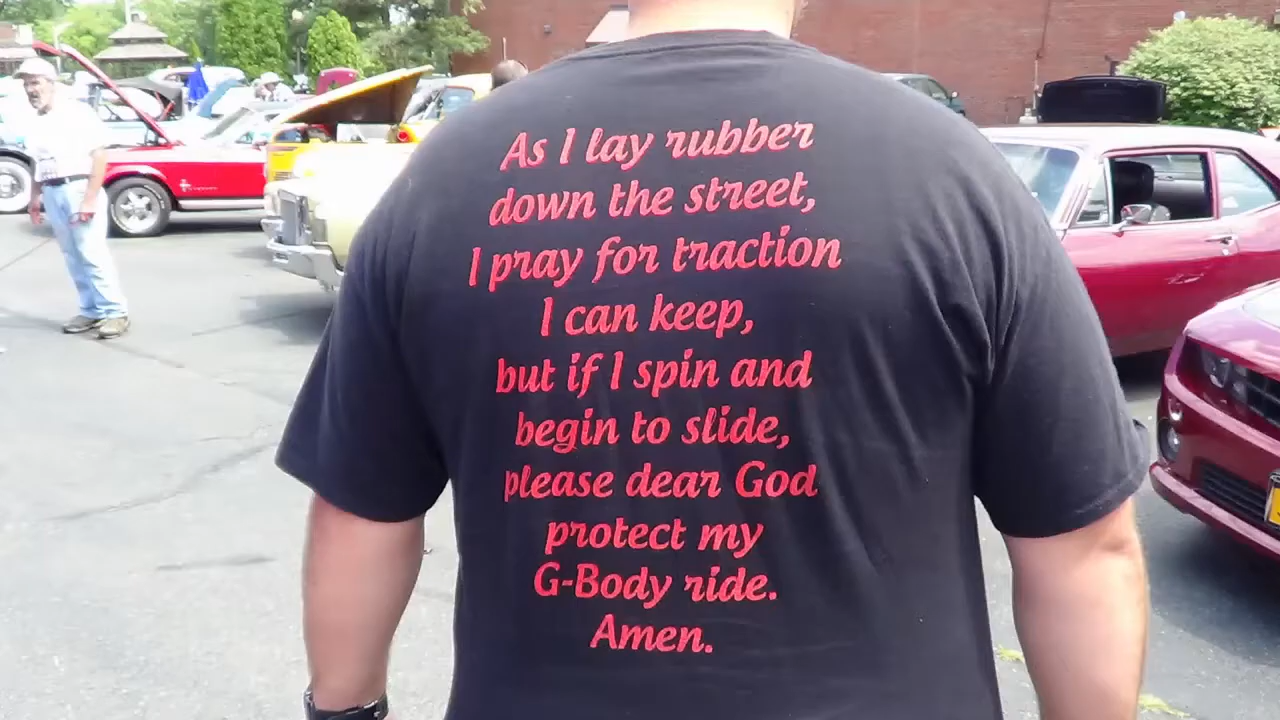 As I lay rubber
down the street,
I pray for traction
I can keep,
but if I spin and
begin to slide,
please dear God
protect my
G-Body ride.
Amen.